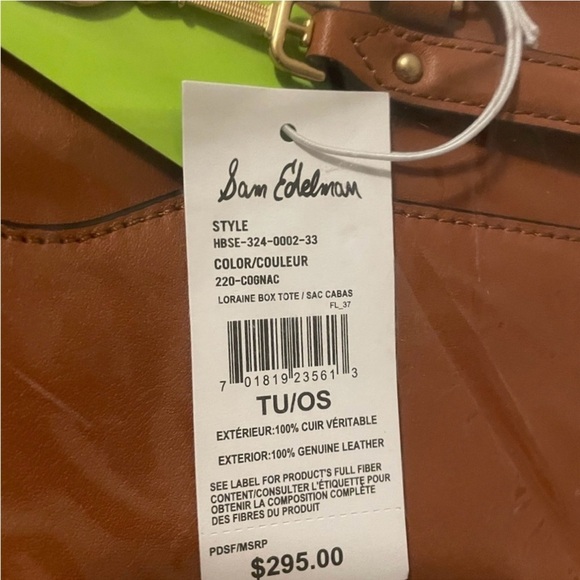 Sam Edelman
STYLE
HBSE-324-0002-33
COLOR/COULEUR
220-COGNAC
LORAINE BOX TOTE / SAC CABAS
FL_37
7 01819 23561 3
TU/OS
EXTÉRIEUR:100% CUIR VÉRITABLE
EXTERIOR:100% GENUINE LEATHER
SEE LABEL FOR PRODUCT'S FULL FIBER
CONTENT/CONSULTER L'ÉTIQUETTE POUR
OBTENIR LA COMPOSITION COMPLÈTE
DES FIBRES DU PRODUIT
PDSF/MSRP
$295.00